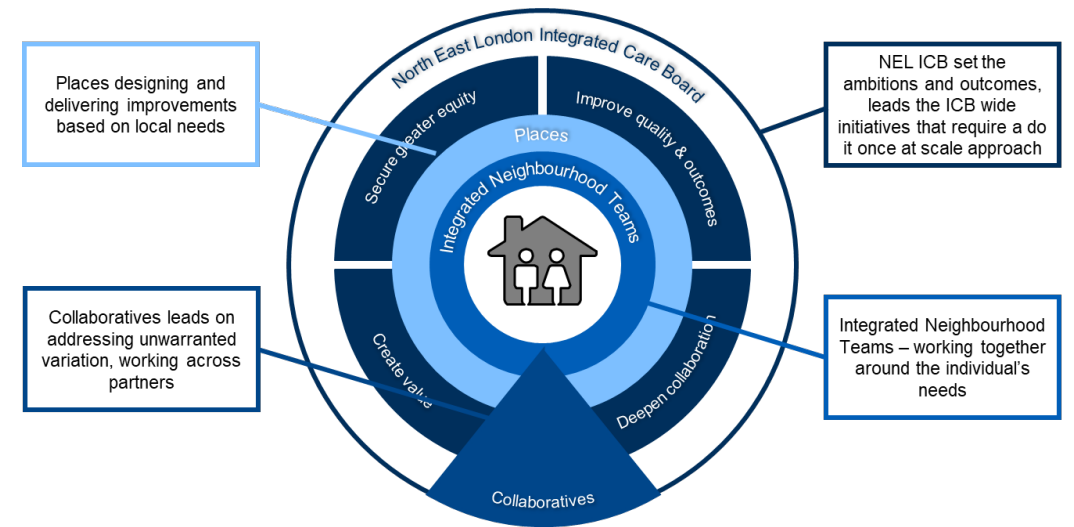 North East London Integrated Care Board
Places designing and
delivering improvements
based on local needs
NEL ICB set the
ambitions and outcomes,
leads the ICB wide
initiatives that require a do
it once at scale approach
Secure greater equity
Improve quality & outcomes
Places
Integrated Neighbourhood Teams
Collaboratives leads on
addressing unwarranted
variation, working across
partners
Create value
Deepen collaboration
Integrated Neighbourhood
Teams – working together
around the individual's
needs
Collaboratives